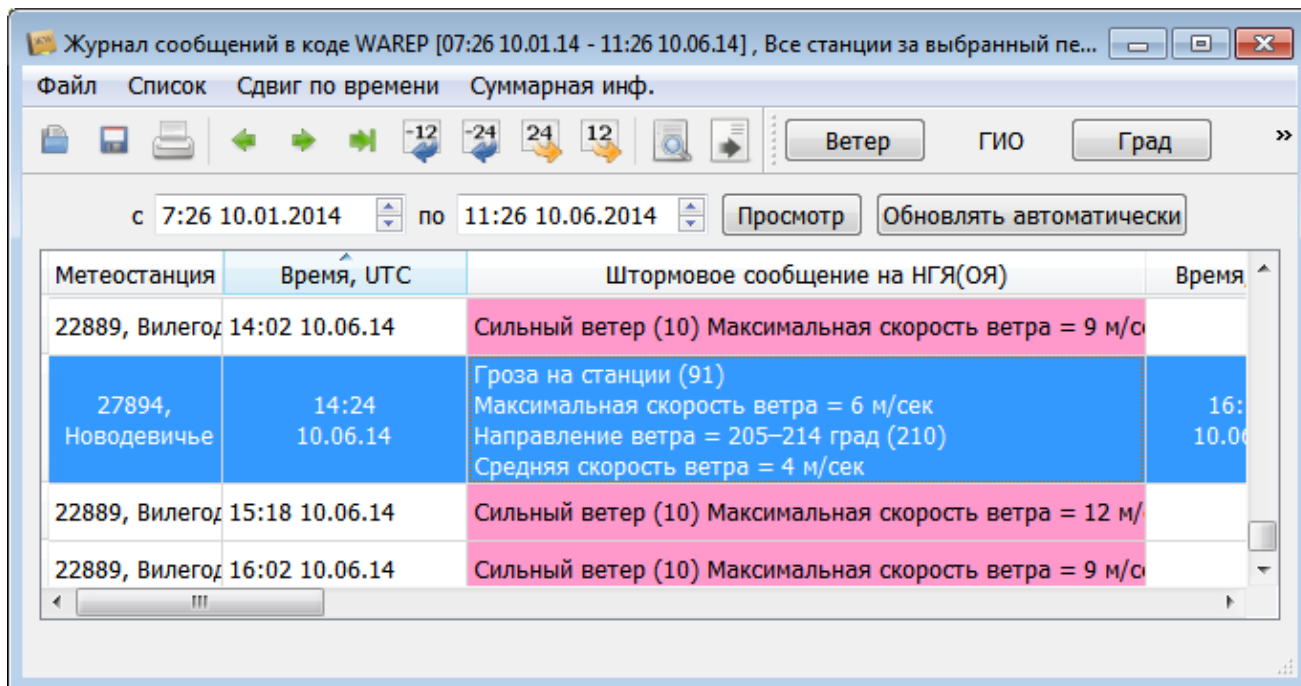 Журнал сообщений в коде WAREP [07:26 10.01.14 - 11:26 10.06.14] , Все станции за выбранный пе...
Файл Список Сдвиг по времени Суммарная инф.
-12 -24 24 12 Ветер ГИО Град »
с 7:26 10.01.2014 по 11:26 10.06.2014 Просмотр Обновлять автоматически
Метеостанция Время, UTC Штормовое сообщение на НГЯ(ОЯ) Время,
22889, Вилегод 14:02 10.06.14 Сильный ветер (10) Максимальная скорость ветра = 9 м/с
Гроза на станции (91)
27894, 14:24 Максимальная скорость ветра = 6 м/сек 16:
Новодевичье 10.06.14 Направление ветра = 205–214 град (210) 10.06
Средняя скорость ветра = 4 м/сек
22889, Вилегод 15:18 10.06.14 Сильный ветер (10) Максимальная скорость ветра = 12 м/
22889, Вилегод 16:02 10.06.14 Сильный ветер (10) Максимальная скорость ветра = 9 м/с